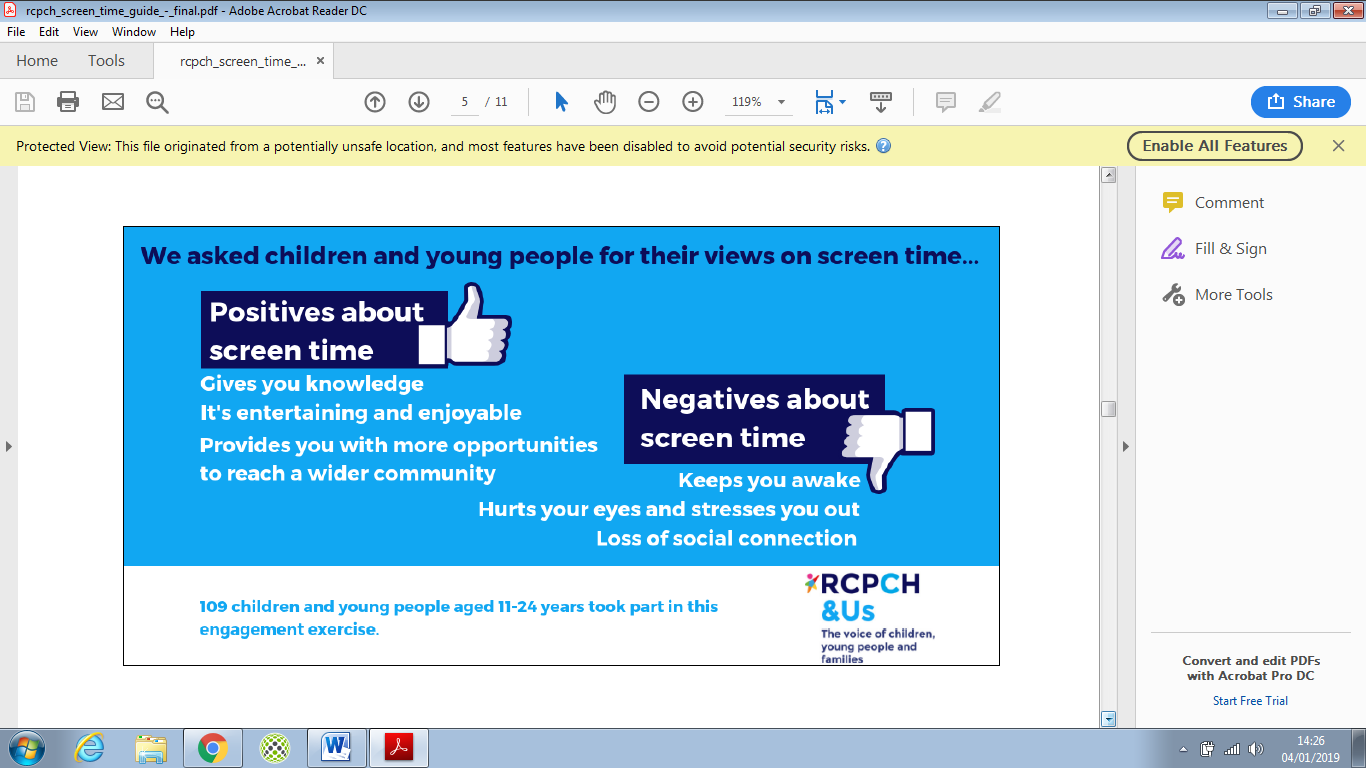 rcpch_screen_time_guide_-_final.pdf - Adobe Acrobat Reader DC
File Edit View Window Help
Home Tools rcpch_screen_time_... ×
5 / 11 119% Share
Protected View: This file originated from a potentially unsafe location, and most features have been disabled to avoid potential security risks. ? Enable All Features
Comment
Fill & Sign
More Tools
We asked children and young people for their views on screen time...
Positives about
screen time
Gives you knowledge
It's entertaining and enjoyable
Provides you with more opportunities
to reach a wider community
Negatives about
screen time
Keeps you awake
Hurts your eyes and stresses you out
Loss of social connection
109 children and young people aged 11-24 years took part in this
engagement exercise.
RCPCH
&Us
The voice of children,
young people and
families
Convert and edit PDFs
with Acrobat Pro DC
Start Free Trial
14:26
04/01/2019